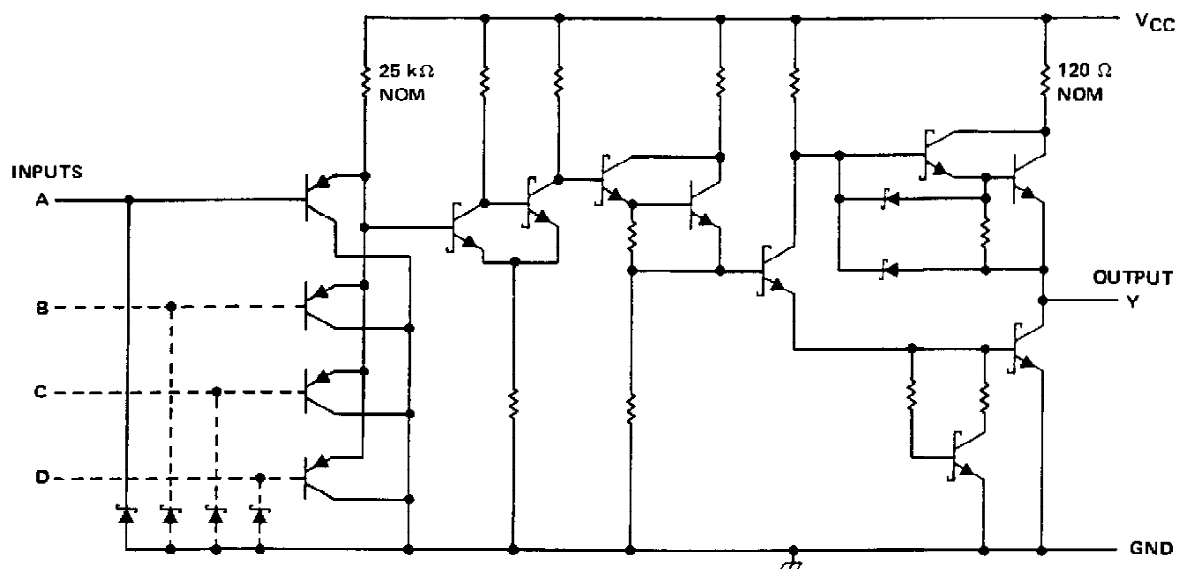 VCC
25 kΩ
NOM
120 Ω
NOM
INPUTS
A
B
C
D
OUTPUT
Y
GND